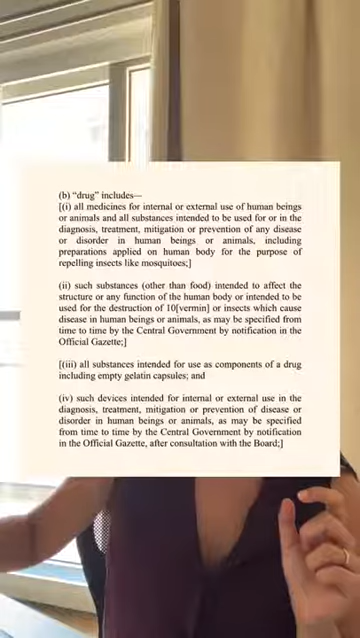 (b) “drug” includes—
[(i) all medicines for internal or external use of human beings
or animals and all substances intended to be used for or in the
diagnosis, treatment, mitigation or prevention of any disease
or disorder in human beings or animals, including
preparations applied on human body for the purpose of
repelling insects like mosquitoes;]
(ii) such substances (other than food) intended to affect the
structure or any function of the human body or intended to be
used for the destruction of 10[vermin] or insects which cause
disease in human beings or animals, as may be specified from
time to time by the Central Government by notification in the
Official Gazette;]
[(iii) all substances intended for use as components of a drug
including empty gelatin capsules; and
(iv) such devices intended for internal or external use in the
diagnosis, treatment, mitigation or prevention of disease or
disorder in human beings or animals, as may be specified
from time to time by the Central Government by notification
in the Official Gazette, after consultation with the Board;]